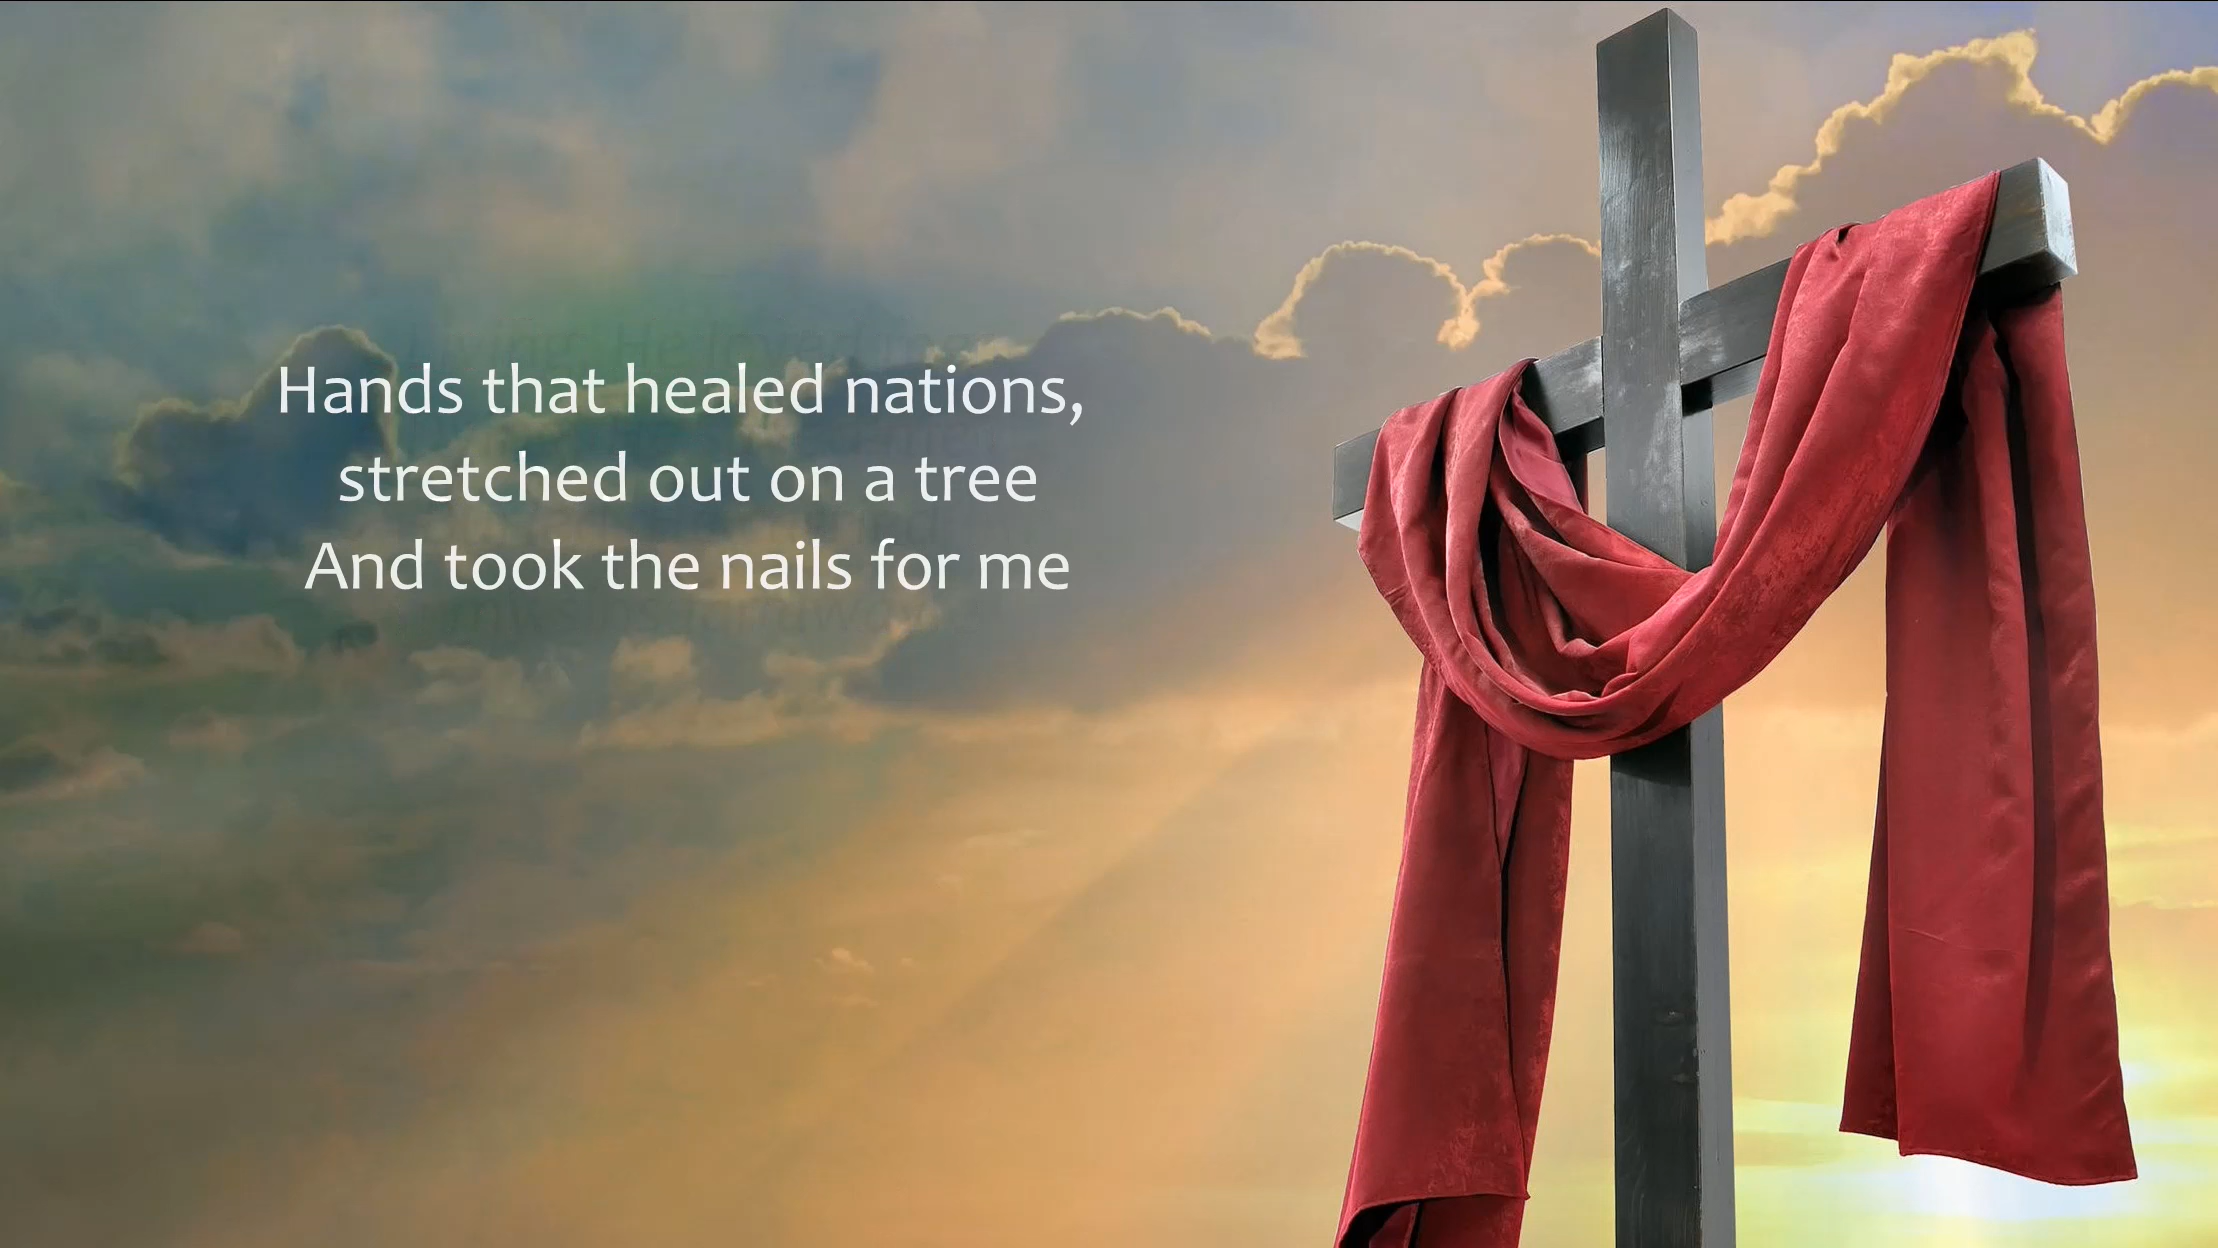 Hands that healed nations,
stretched out on a tree
And took the nails for me